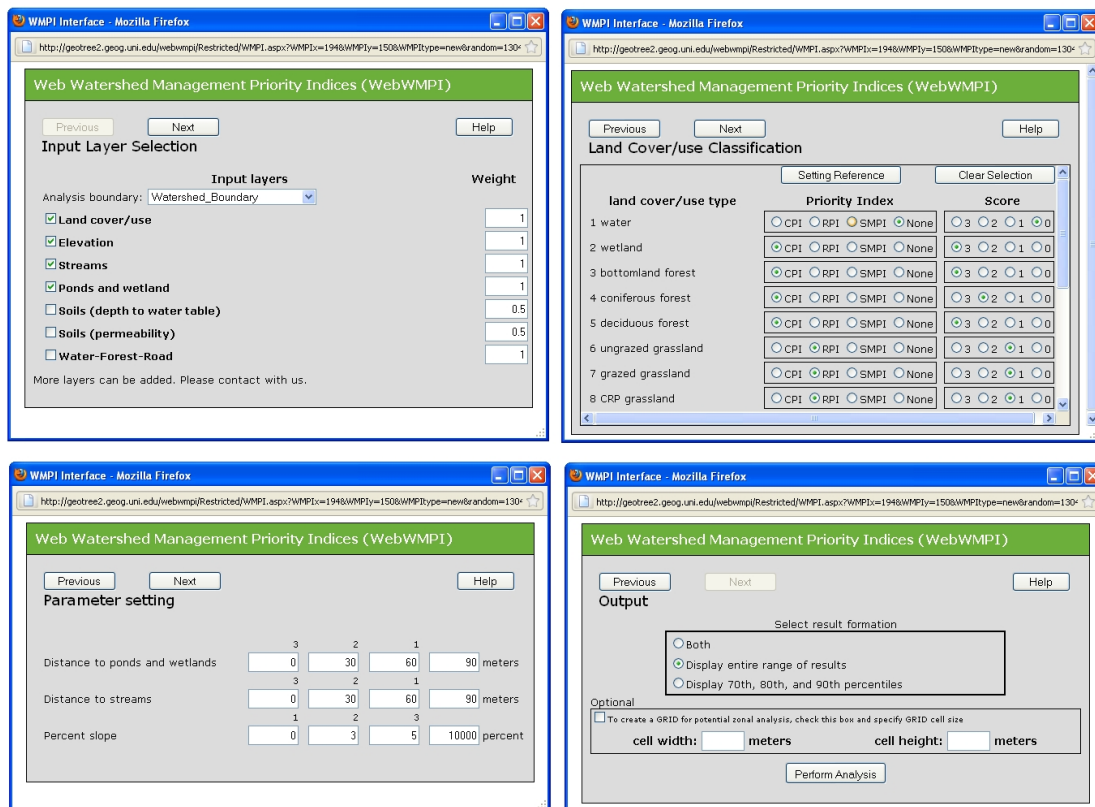 WMPI Interface - Mozilla Firefox
http://geotree2.geog.uni.edu/webwmpi/Restricted/WMPI.aspx?WMPIx=194&WMPIy=150&WMPItype=new&random=130
Web Watershed Management Priority Indices (WebWMPI)
Previous Next Help
Input Layer Selection
Input layers Weight
Analysis boundary: Watershed_Boundary
Land cover/use 1
Elevation 1
Streams 1
Ponds and wetland 1
Soils (depth to water table) 0.5
Soils (permeability) 0.5
Water-Forest-Road 1
More layers can be added. Please contact with us.
WMPI Interface - Mozilla Firefox
http://geotree2.geog.uni.edu/webwmpi/Restricted/WMPI.aspx?WMPIx=194&WMPIy=150&WMPItype=new&random=130
Web Watershed Management Priority Indices (WebWMPI)
Previous Next Help
Land Cover/use Classification
Setting Reference Clear Selection
land cover/use type Priority Index Score
1 water CPI RPI SMPI None 3 2 1 0
2 wetland CPI RPI SMPI None 3 2 1 0
3 bottomland forest CPI RPI SMPI None 3 2 1 0
4 coniferous forest CPI RPI SMPI None 3 2 1 0
5 deciduous forest CPI RPI SMPI None 3 2 1 0
6 ungrazed grassland CPI RPI SMPI None 3 2 1 0
7 grazed grassland CPI RPI SMPI None 3 2 1 0
8 CRP grassland CPI RPI SMPI None 3 2 1 0
WMPI Interface - Mozilla Firefox
http://geotree2.geog.uni.edu/webwmpi/Restricted/WMPI.aspx?WMPIx=194&WMPIy=150&WMPItype=new&random=130
Web Watershed Management Priority Indices (WebWMPI)
Previous Next Help
Parameter setting
3 2 1
Distance to ponds and wetlands 0 30 60 90 meters
3 2 1
Distance to streams 0 30 60 90 meters
1 2 3
Percent slope 0 3 5 10000 percent
WMPI Interface - Mozilla Firefox
http://geotree2.geog.uni.edu/webwmpi/Restricted/WMPI.aspx?WMPIx=194&WMPIy=150&WMPItype=new&random=130
Web Watershed Management Priority Indices (WebWMPI)
Previous Next Help
Output
Select result formation
Both
Display entire range of results
Display 70th, 80th, and 90th percentiles
Optional
To create a GRID for potential zonal analysis, check this box and specify GRID cell size
cell width: meters cell height: meters
Perform Analysis